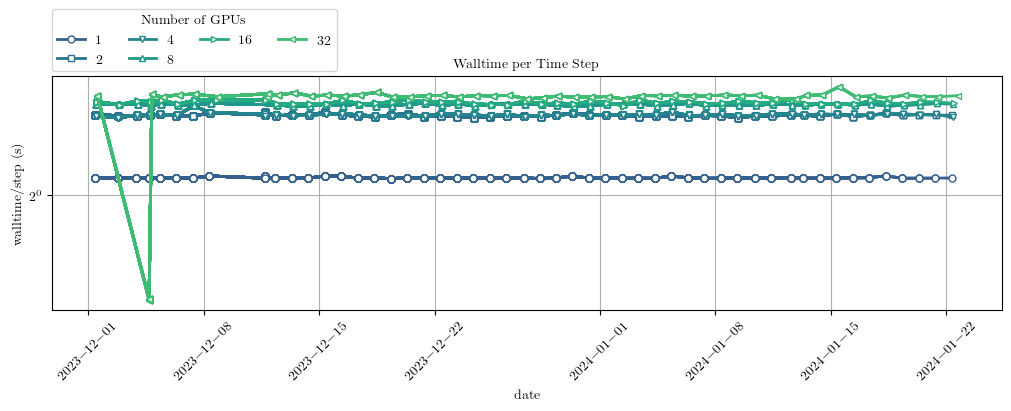 Number of GPUs
1 4 16 32
2 8
Walltime per Time Step
walltime/step (s)
2^0
2023-12-01 2023-12-08 2023-12-15 2023-12-22 2024-01-01 2024-01-08 2024-01-15 2024-01-22
date